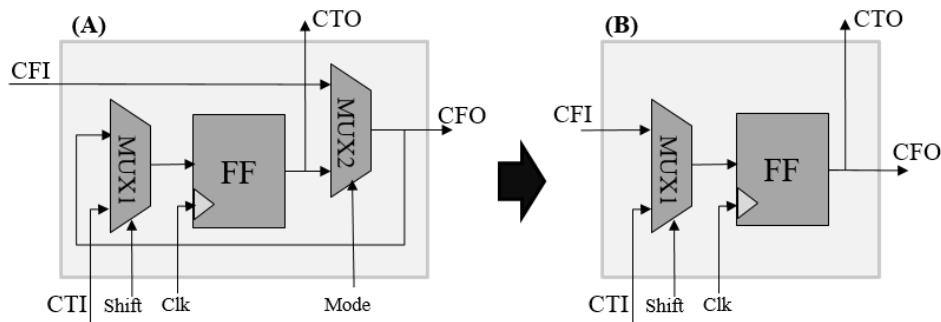 (A)
CTO
CFI
MUX1
FF
MUX2
CFO
CTI
Shift
Clk
Mode
(B)
CTO
CFI
MUX1
FF
CFO
CTI
Shift
Clk